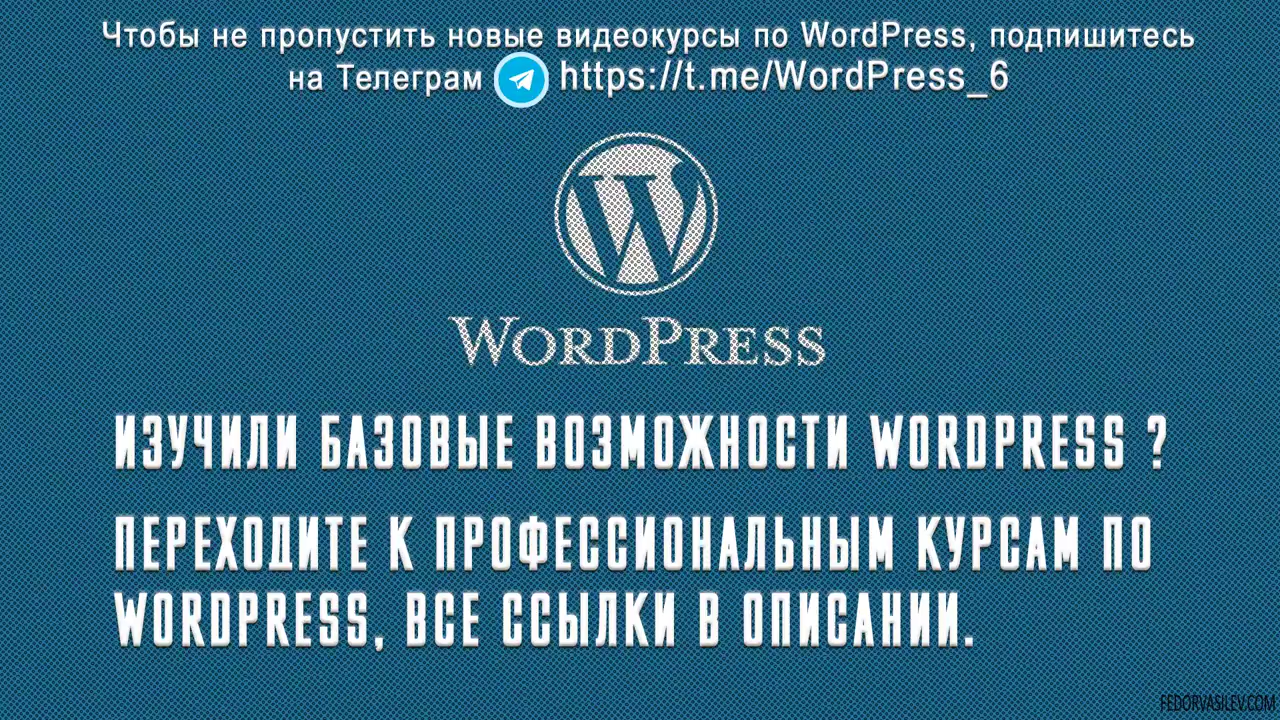 Чтобы не пропустить новые видеокурсы по WordPress, подпишитесь
на Телеграм https://t.me/WordPress_6
WORDPRESS
ИЗУЧИЛИ БАЗОВЫЕ ВОЗМОЖНОСТИ WORDPRESS ?
ПЕРЕХОДИТЕ К ПРОФЕССИОНАЛЬНЫМ КУРСАМ ПО
WORDPRESS, ВСЕ ССЫЛКИ В ОПИСАНИИ.
FEDORVASILEV.COM